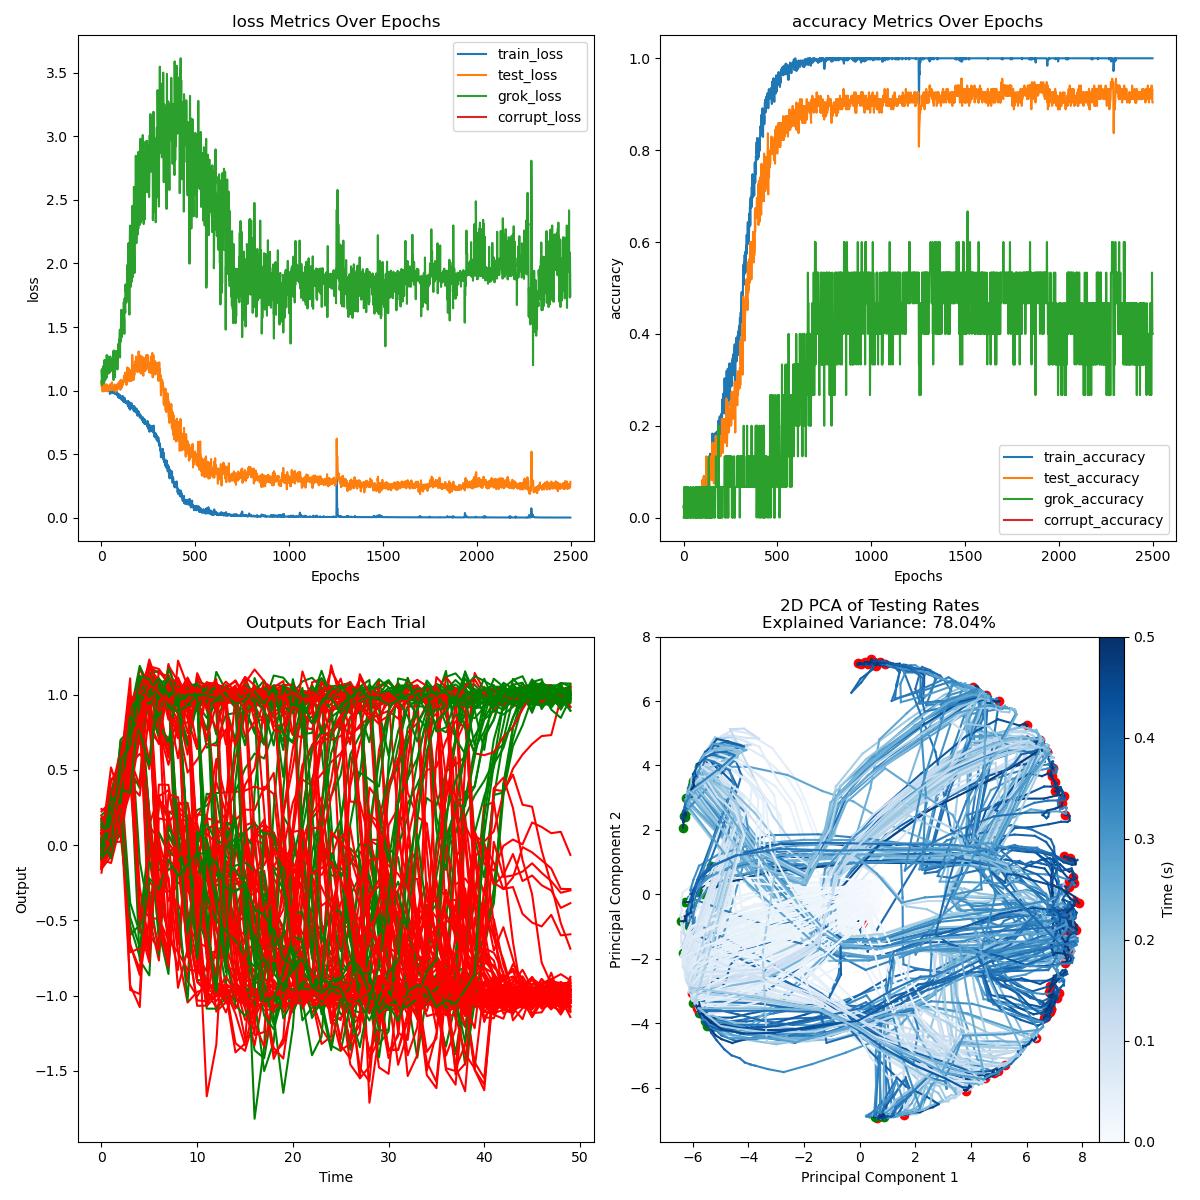 loss Metrics Over Epochs
train_loss
test_loss
grok_loss
corrupt_loss
loss
3.5
3.0
2.5
2.0
1.5
1.0
0.5
0.0
0
500
1000
1500
2000
2500
Epochs
accuracy Metrics Over Epochs
accuracy
1.0
0.8
0.6
0.4
0.2
0.0
train_accuracy
test_accuracy
grok_accuracy
corrupt_accuracy
0
500
1000
1500
2000
2500
Epochs
Outputs for Each Trial
Output
1.0
0.5
0.0
−0.5
−1.0
−1.5
0
10
20
30
40
50
Time
2D PCA of Testing Rates
Explained Variance: 78.04%
Principal Component 2
8
6
4
2
0
−2
−4
−6
−6
−4
−2
0
2
4
6
8
Principal Component 1
0.5
0.4
0.3
0.2
0.1
0.0
Time (s)